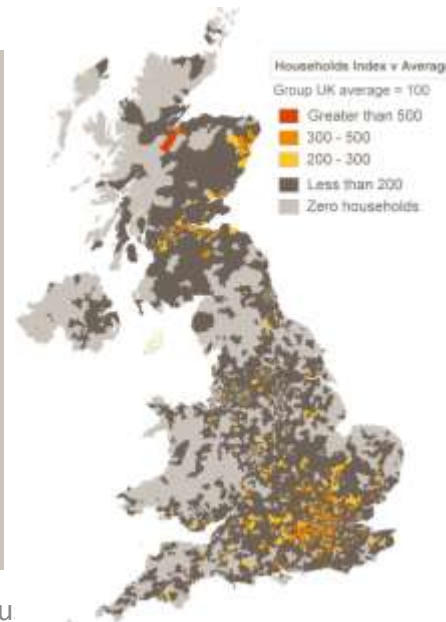 Households Index v Average
Group UK average = 100
Greater than 500
300 - 500
200 - 300
Less than 200
Zero households
u